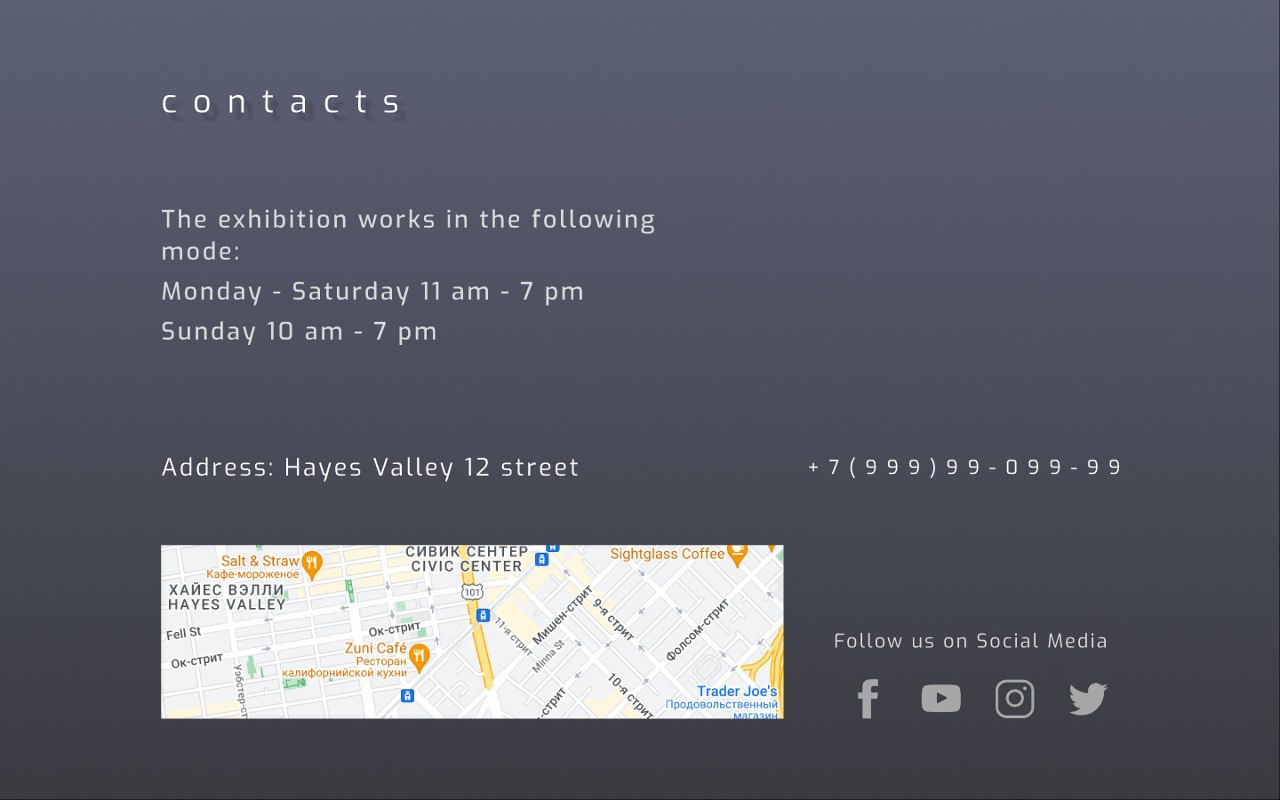 contacts
The exhibition works in the following
mode:
Monday - Saturday 11 am - 7 pm
Sunday 10 am - 7 pm
Address: Hayes Valley 12 street
+7(999)99-099-99
Salt & Straw
Кафе-мороженое
СИВИК СЕНТЕР
CIVIC CENTER
Sightglass Coffee
ХАЙЕС ВЭЛЛИ
HAYES VALLEY
101
Fell St
Ок-стрит
Ок-стрит
Zuni Café
Ресторан
калифорнийской кухни
11-я стрит
Мишен-стрит
Minna St
9-я стрит
Фолсом-стрит
10-я стрит
Trader Joe's
Продовольственный
магазин
Follow us on Social Media